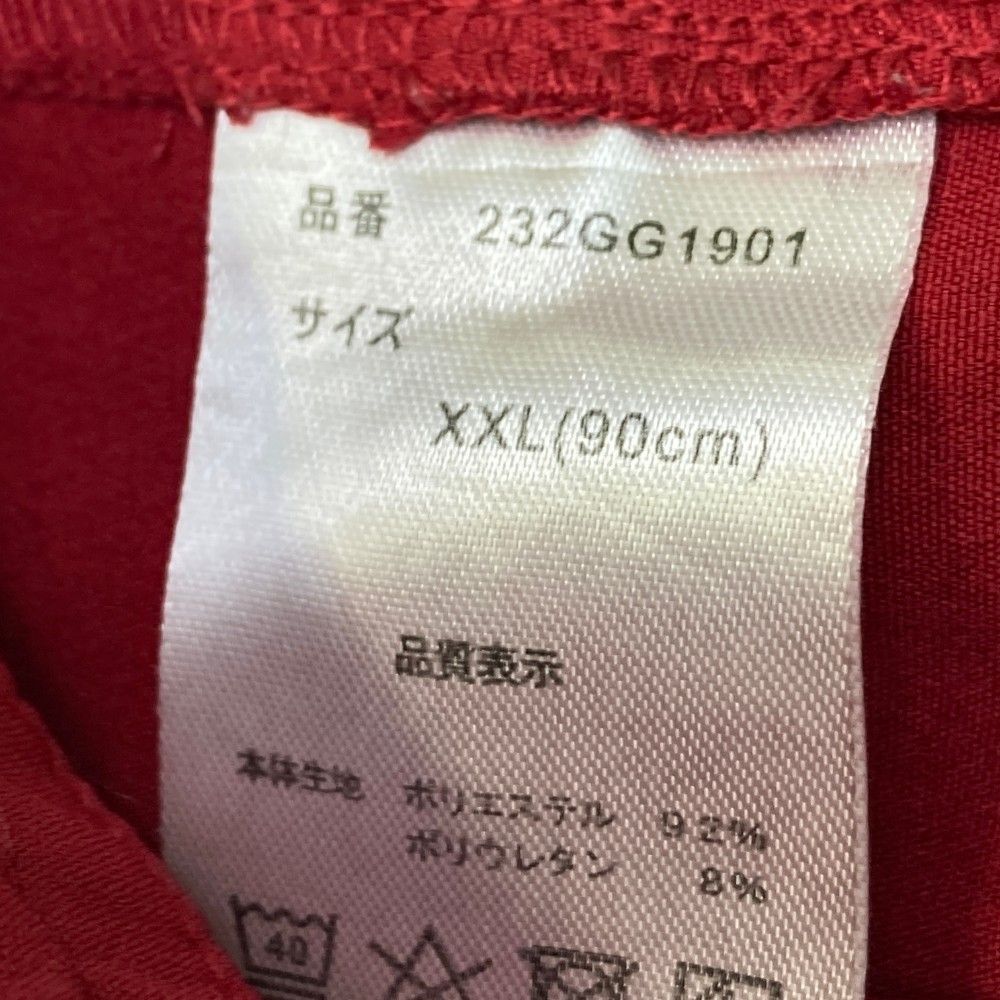 品番 232GG1901
サイズ
XXL(90cm)
品質表示
本体生地 ポリエステル 92%
ポリウレタン 8%
40